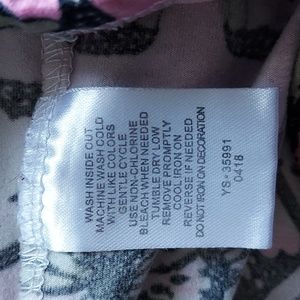 WASH INSIDE OUT
MACHINE WASH COLD
WITH LIKE COLORS
GENTLE CYCLE
USE NON-CHLORINE
BLEACH WHEN NEEDED
TUMBLE DRY LOW
REMOVE PROMPTLY
COOL IRON ON
REVERSE IF NEEDED
DO NOT IRON ON DECORATION
YS-35991
0418